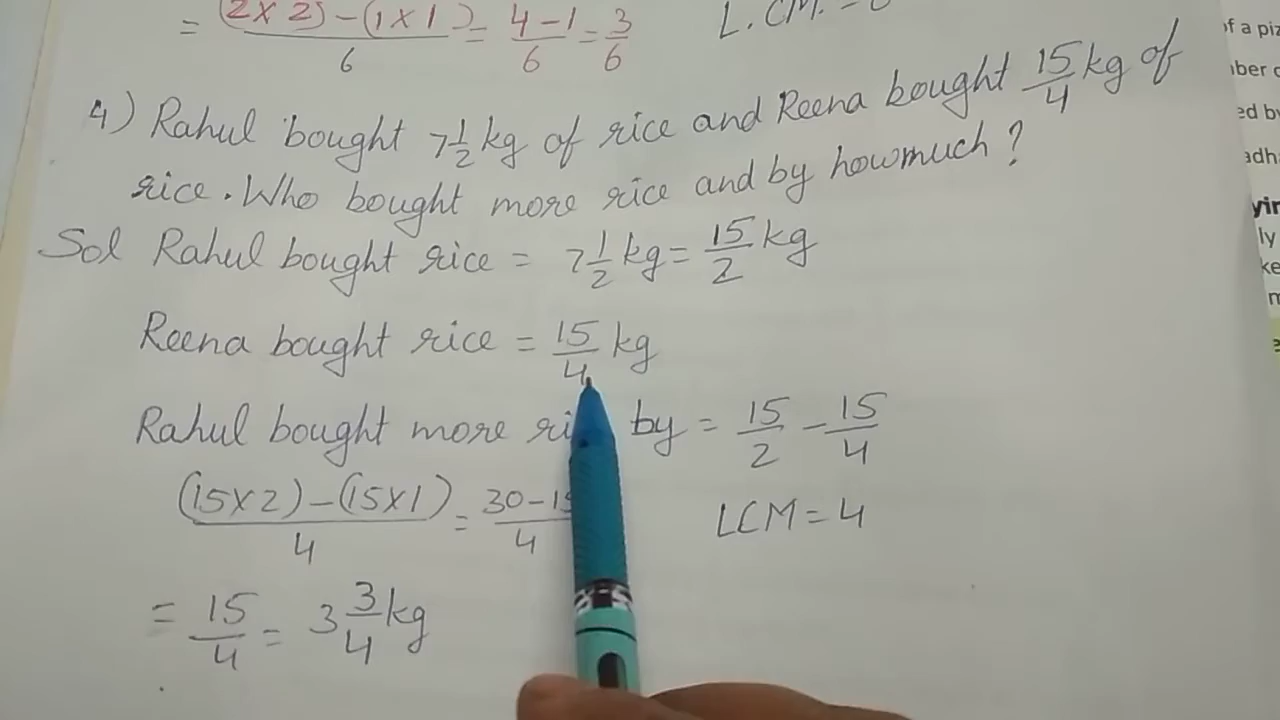 = (2 x 2) - (1 x 1) / 6 = 4 - 1 / 6 = 3/6 L.CM. =
4) Rahul bought 7 1/2 kg of rice and Reena bought 15/4 kg of
rice. Who bought more rice and by howmuch?
Sol Rahul bought rice = 7 1/2 kg = 15/2 kg
Reena bought rice = 15/4 kg
Rahul bought more by = 15/2 - 15/4
(15 x 2) - (15 x 1) / 4 = 30 - 15 / 4 LCM = 4
= 15/4 = 3 3/4 kg
of a
ed